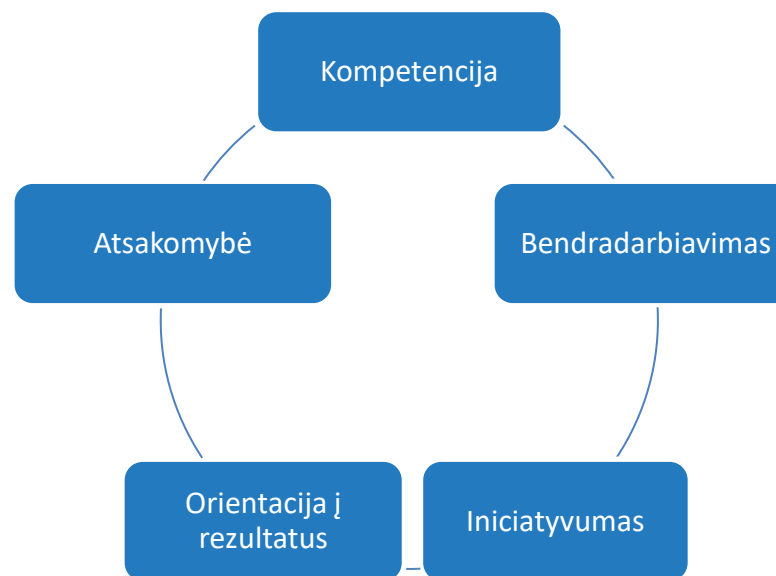 Kompetencija
Atsakomybė
Bendradarbiavimas
Orientacija į
rezultatus
Iniciatyvumas